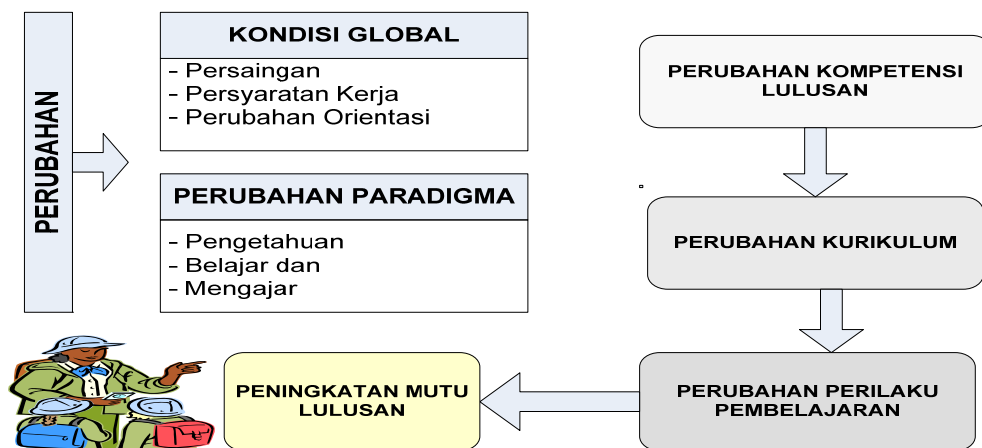 PERUBAHAN
KONDISI GLOBAL
- Persaingan
- Persyaratan Kerja
- Perubahan Orientasi
PERUBAHAN PARADIGMA
- Pengetahuan
- Belajar dan
- Mengajar
PERUBAHAN KOMPETENSI
LULUSAN
PERUBAHAN KURIKULUM
PERUBAHAN PERILAKU
PEMBELAJARAN
PENINGKATAN MUTU
LULUSAN